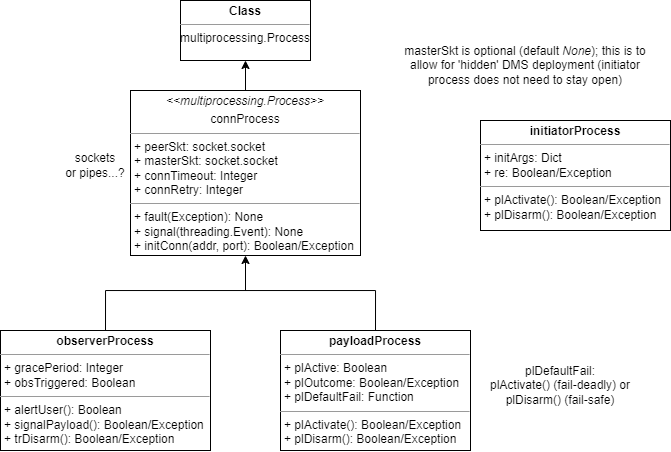 Class
multiprocessing.Process
masterSkt is optional (default None); this is to
allow for 'hidden' DMS deployment (initiator
process does not need to stay open)
<<multiprocessing.Process>>
connProcess
+ peerSkt: socket.socket
+ masterSkt: socket.socket
+ connTimeout: Integer
+ connRetry: Integer
+ fault(Exception): None
+ signal(threading.Event): None
+ initConn(addr, port): Boolean/Exception
sockets
or pipes...?
initiatorProcess
+ initArgs: Dict
+ re: Boolean/Exception
+ plActivate(): Boolean/Exception
+ plDisarm(): Boolean/Exception
observerProcess
+ gracePeriod: Integer
+ obsTriggered: Boolean
+ alertUser(): Boolean
+ signalPayload(): Boolean/Exception
+ trDisarm(): Boolean/Exception
payloadProcess
+ plActive: Boolean
+ plOutcome: Boolean/Exception
+ plDefaultFail: Function
+ plActivate(): Boolean/Exception
+ plDisarm(): Boolean/Exception
plDefaultFail:
plActivate() (fail-deadly) or
plDisarm() (fail-safe)